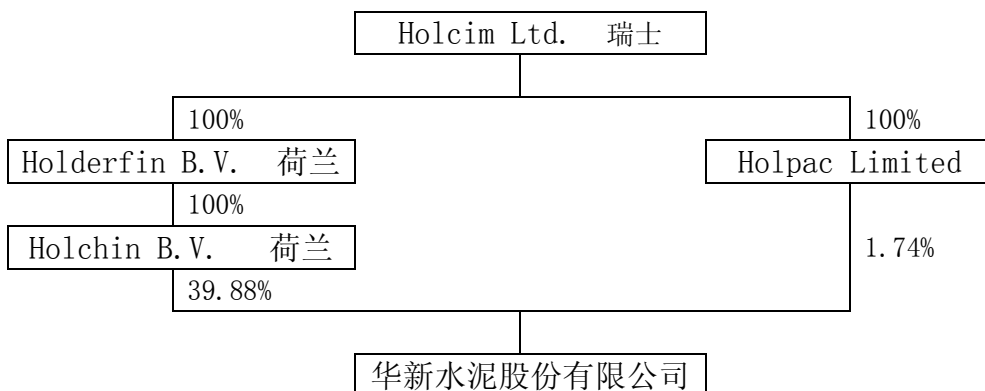 Holcim Ltd. 瑞士
100%
100%
Holderfin B.V. 荷兰
Holpac Limited
100%
Holchin B.V. 荷兰
1.74%
39.88%
华新水泥股份有限公司